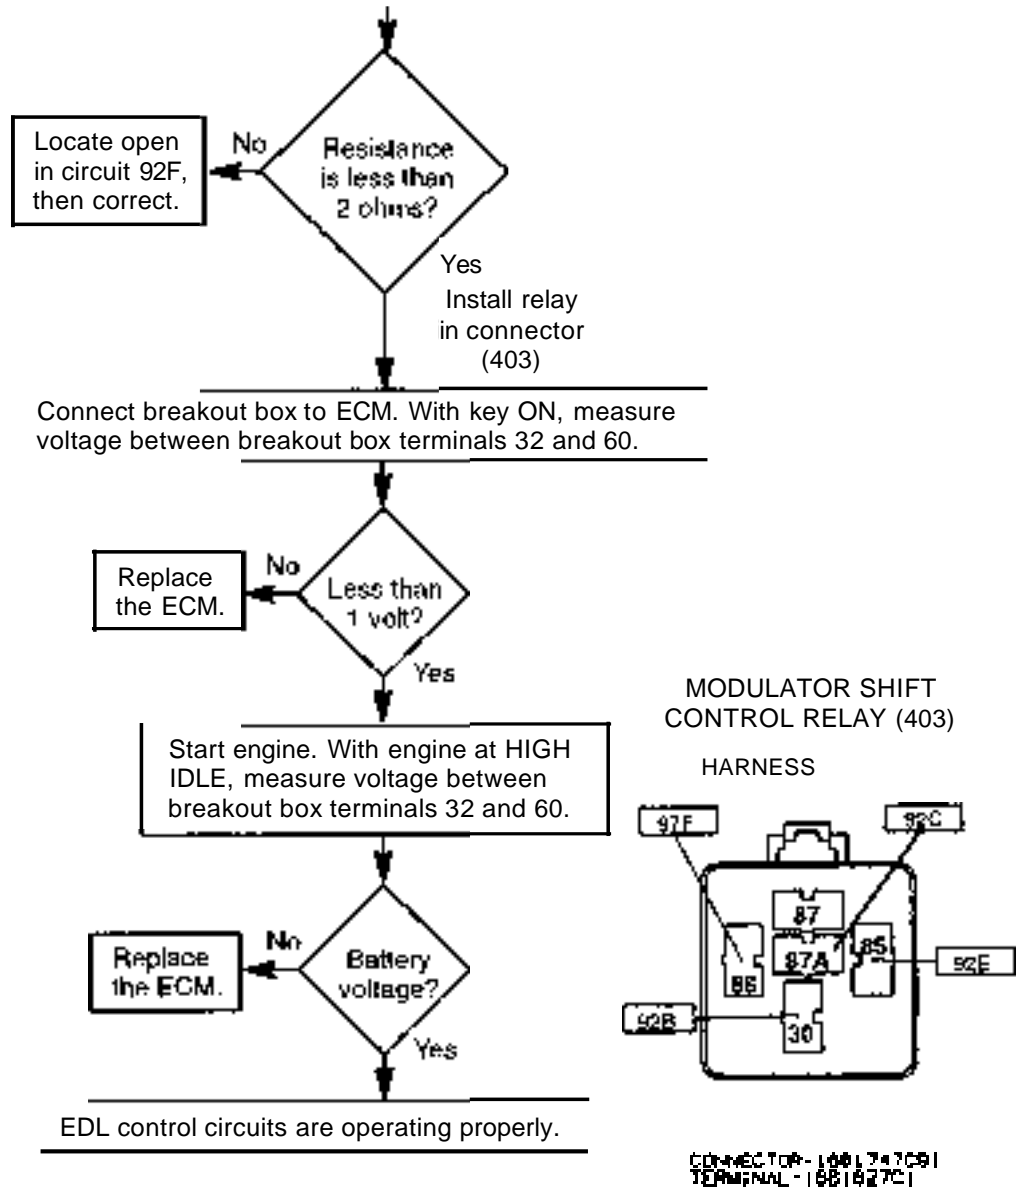 No
Locate open
in circuit 92F,
then correct.
Resistance
is less than
2 ohms?
Yes
Install relay
in connector
(403)
Connect breakout box to ECM. With key ON, measure
voltage between breakout box terminals 32 and 60.
No
Replace
the ECM.
Less than
1 volt?
Yes
Start engine. With engine at HIGH
IDLE, measure voltage between
breakout box terminals 32 and 60.
No
Replace
the ECM.
Battery
voltage?
Yes
EDL control circuits are operating properly.
MODULATOR SHIFT
CONTROL RELAY (403)
HARNESS
97F
92C
87
87A
85
86
92E
92B
30
CONNECTOR -
TERMINAL -